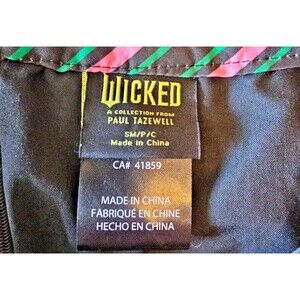 WICKED
A COLLECTION FROM
PAUL TAZEWELL
SM/P/C
Made in China
CA# 41859
MADE IN CHINA
FABRIQUÉ EN CHINE
HECHO EN CHINA